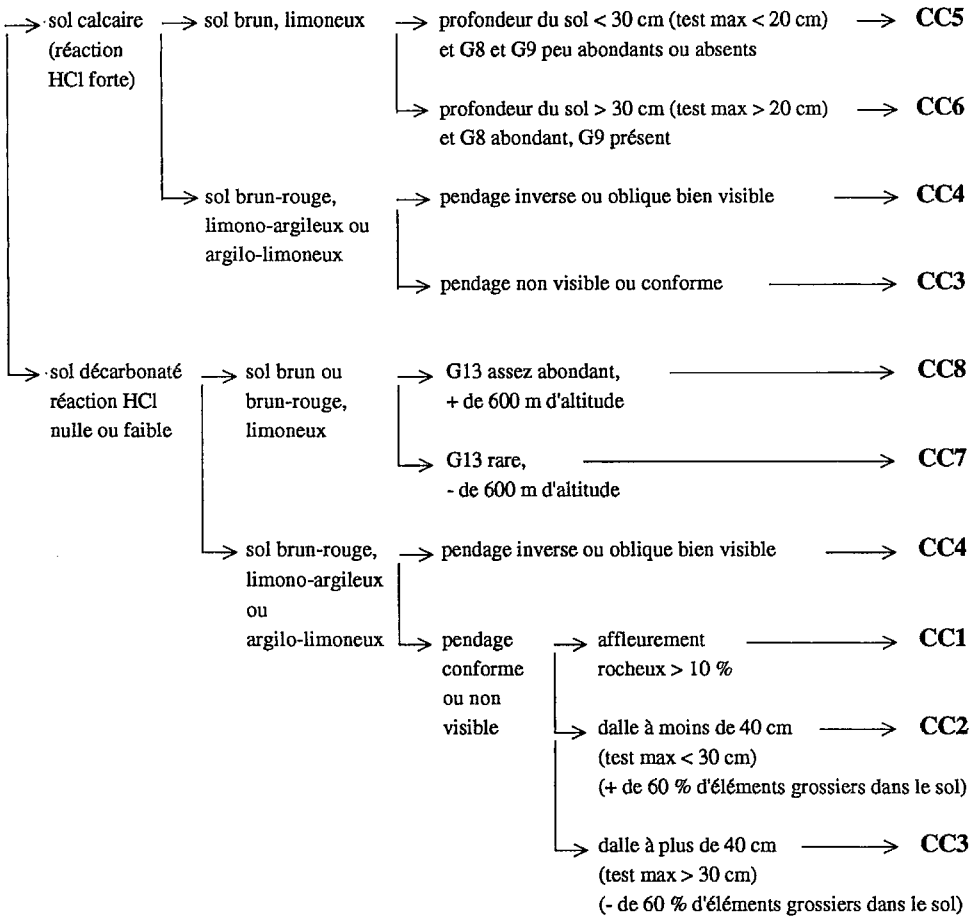 sol calcaire
(réaction
HCl forte)
sol brun, limoneux
profondeur du sol < 30 cm (test max < 20 cm)
et G8 et G9 peu abondants ou absents
CC5
profondeur du sol > 30 cm (test max > 20 cm)
et G8 abondant, G9 présent
CC6
sol brun-rouge,
limono-argileux ou
argilo-limoneux
pendage inverse ou oblique bien visible
CC4
pendage non visible ou conforme
CC3
sol décarbonaté
réaction HCl
nulle ou faible
sol brun ou
brun-rouge,
limoneux
G13 assez abondant,
+ de 600 m d'altitude
CC8
G13 rare,
- de 600 m d'altitude
CC7
sol brun-rouge,
limono-argileux
ou
argilo-limoneux
pendage inverse ou oblique bien visible
CC4
pendage
conforme
ou non
visible
affleurement
rocheux > 10 %
CC1
dalle à moins de 40 cm
(test max < 30 cm)
(+ de 60 % d'éléments grossiers dans le sol)
CC2
dalle à plus de 40 cm
(test max > 30 cm)
(- de 60 % d'éléments grossiers dans le sol)
CC3